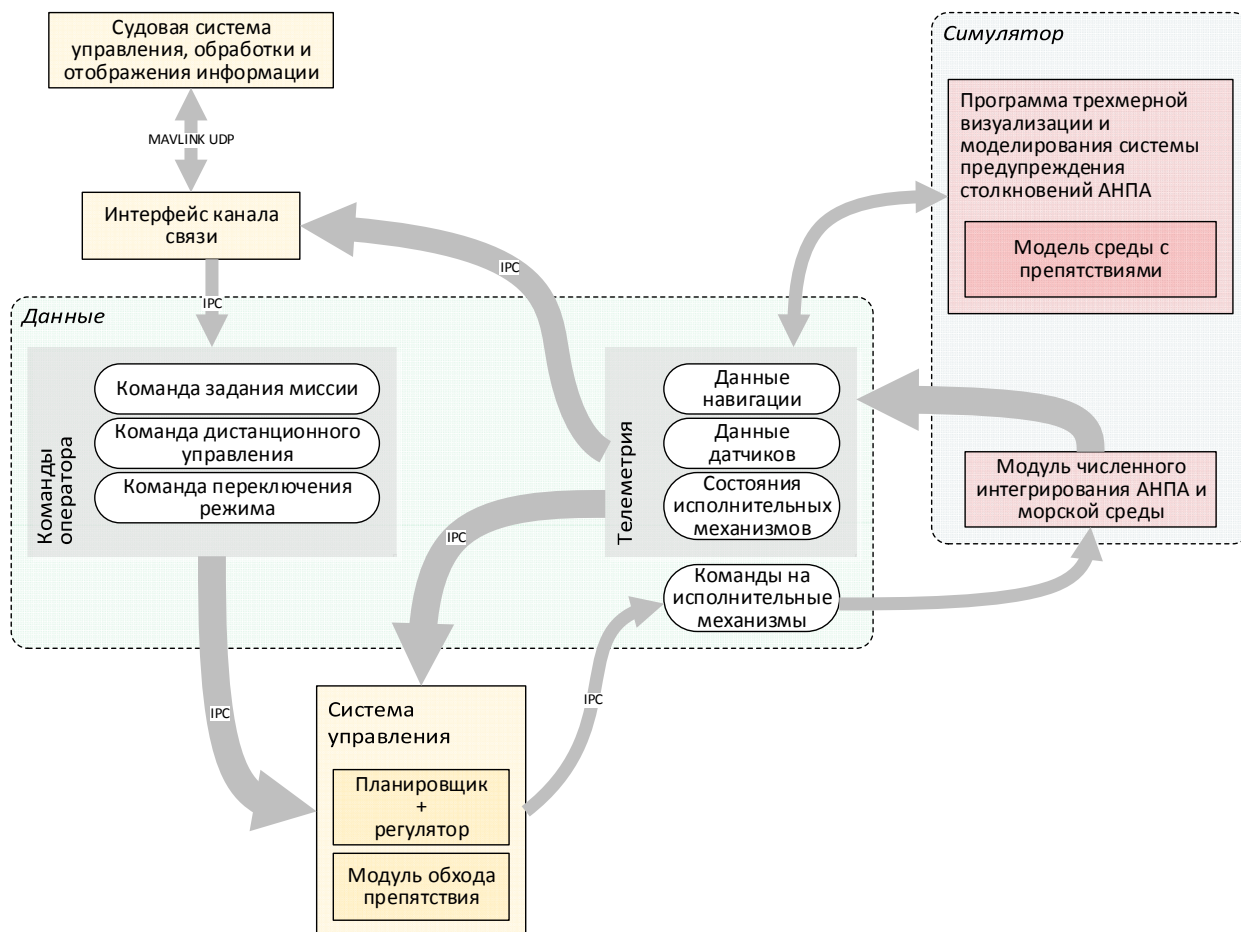 Судовая система
управления, обработки и
отображения информации
MAVLINK UDP
Интерфейс канала
связи
IPC
IPC
Симулятор
Программа трехмерной
визуализации и
моделирования системы
предупреждения
столкновений АНПА
Модель среды с
препятствиями
Данные
Команды
оператора
Команда задания миссии
Команда дистанционного
управления
Команда переключения
режима
Телеметрия
Данные
навигации
Данные
датчиков
Состояния
исполнительных
механизмов
Команды на
исполнительные
механизмы
Модуль численного
интегрирования АНПА и
морской среды
IPC
IPC
IPC
Система
управления
Планировщик
+
регулятор
Модуль обхода
препятствия